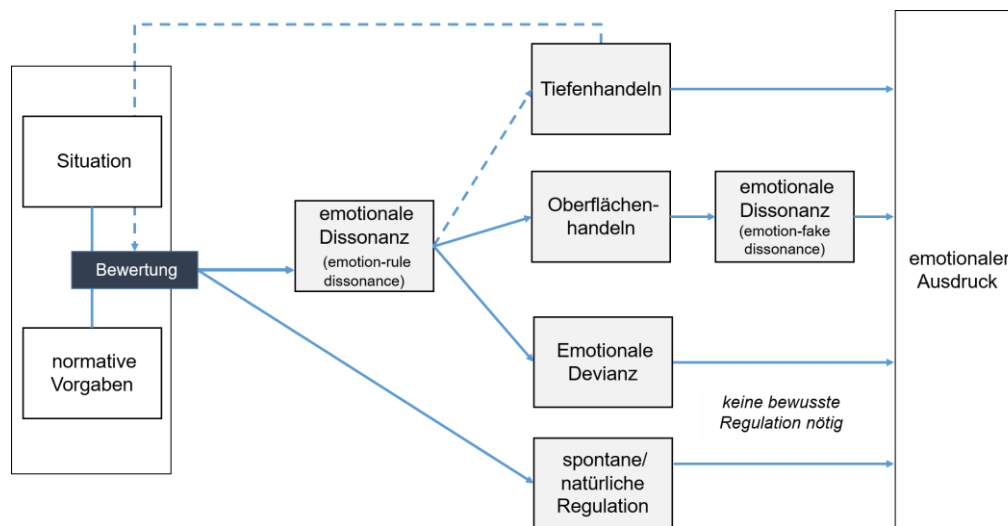 Situation
Bewertung
normative
Vorgaben
emotionale
Dissonanz
(emotion-rule
dissonance)
Tiefenhandeln
Oberflächen-
handeln
emotionale
Dissonanz
(emotion-fake
dissonance)
Emotionale
Devianz
keine bewusste
Regulation nötig
spontane/
natürliche
Regulation
emotionaler
Ausdruck